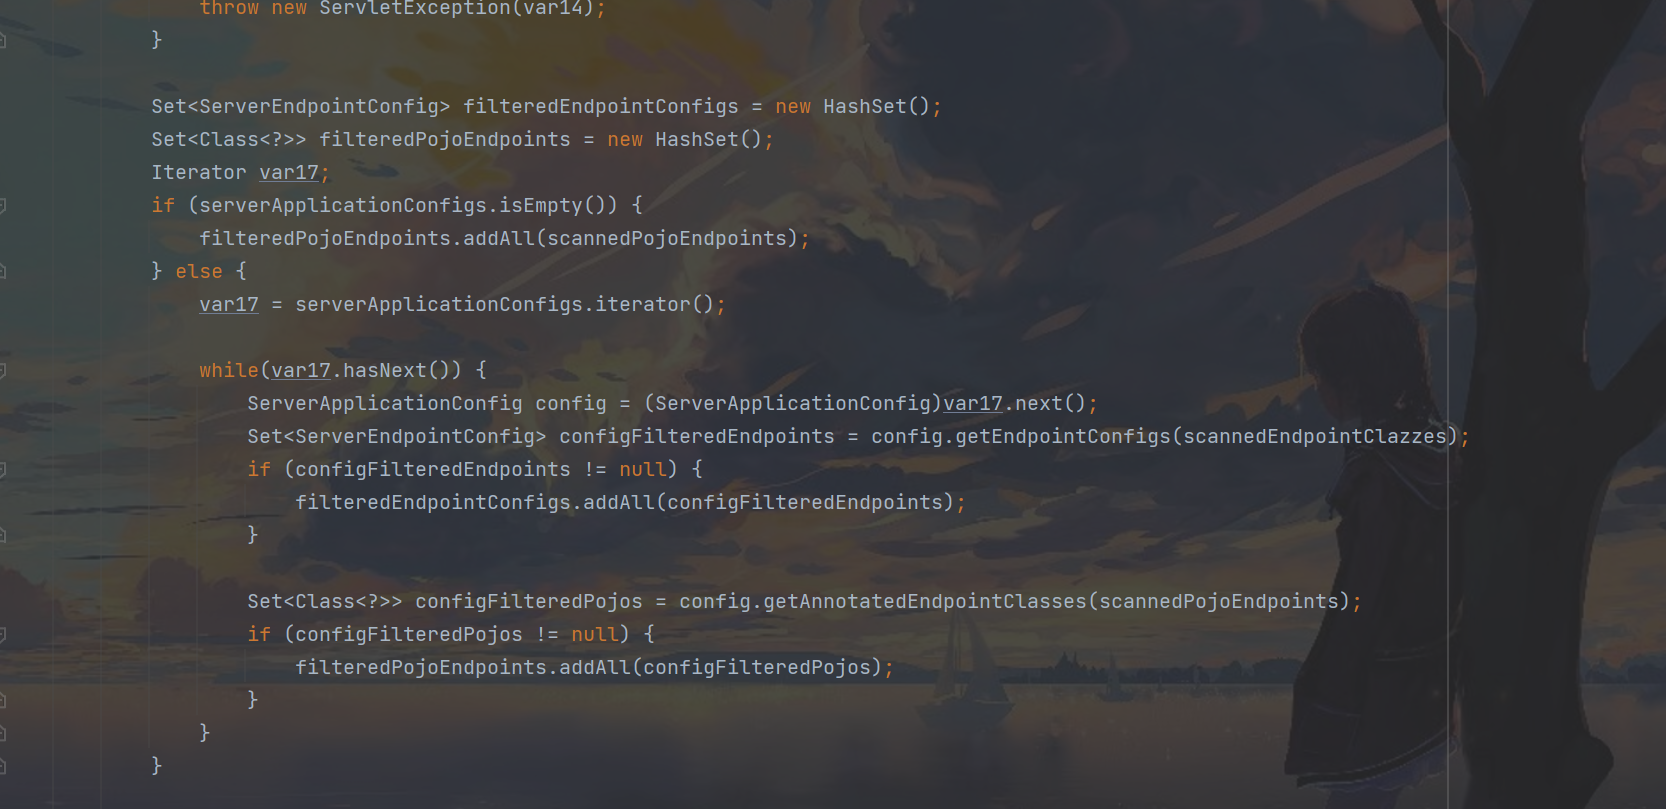 throw new ServletException(var14);
}
Set<ServerEndpointConfig> filteredEndpointConfigs = new HashSet();
Set<Class<?>> filteredPojoEndpoints = new HashSet();
Iterator var17;
if (serverApplicationConfigs.isEmpty()) {
filteredPojoEndpoints.addAll(scannedPojoEndpoints);
} else {
var17 = serverApplicationConfigs.iterator();
while(var17.hasNext()) {
ServerApplicationConfig config = (ServerApplicationConfig)var17.next();
Set<ServerEndpointConfig> configFilteredEndpoints = config.getEndpointConfigs(scannedEndpointClazzes);
if (configFilteredEndpoints != null) {
filteredEndpointConfigs.addAll(configFilteredEndpoints);
}
Set<Class<?>> configFilteredPojos = config.getAnnotatedEndpointClasses(scannedPojoEndpoints);
if (configFilteredPojos != null) {
filteredPojoEndpoints.addAll(configFilteredPojos);
}
}
}